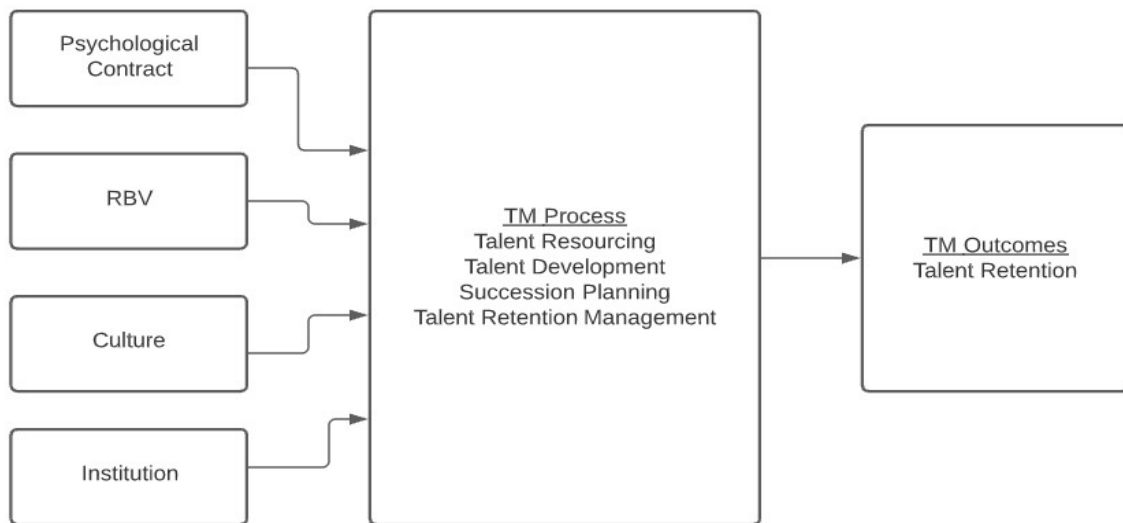 Psychological
Contract
RBV
Culture
Institution
TM Process
Talent Resourcing
Talent Development
Succession Planning
Talent Retention Management
TM Outcomes
Talent Retention